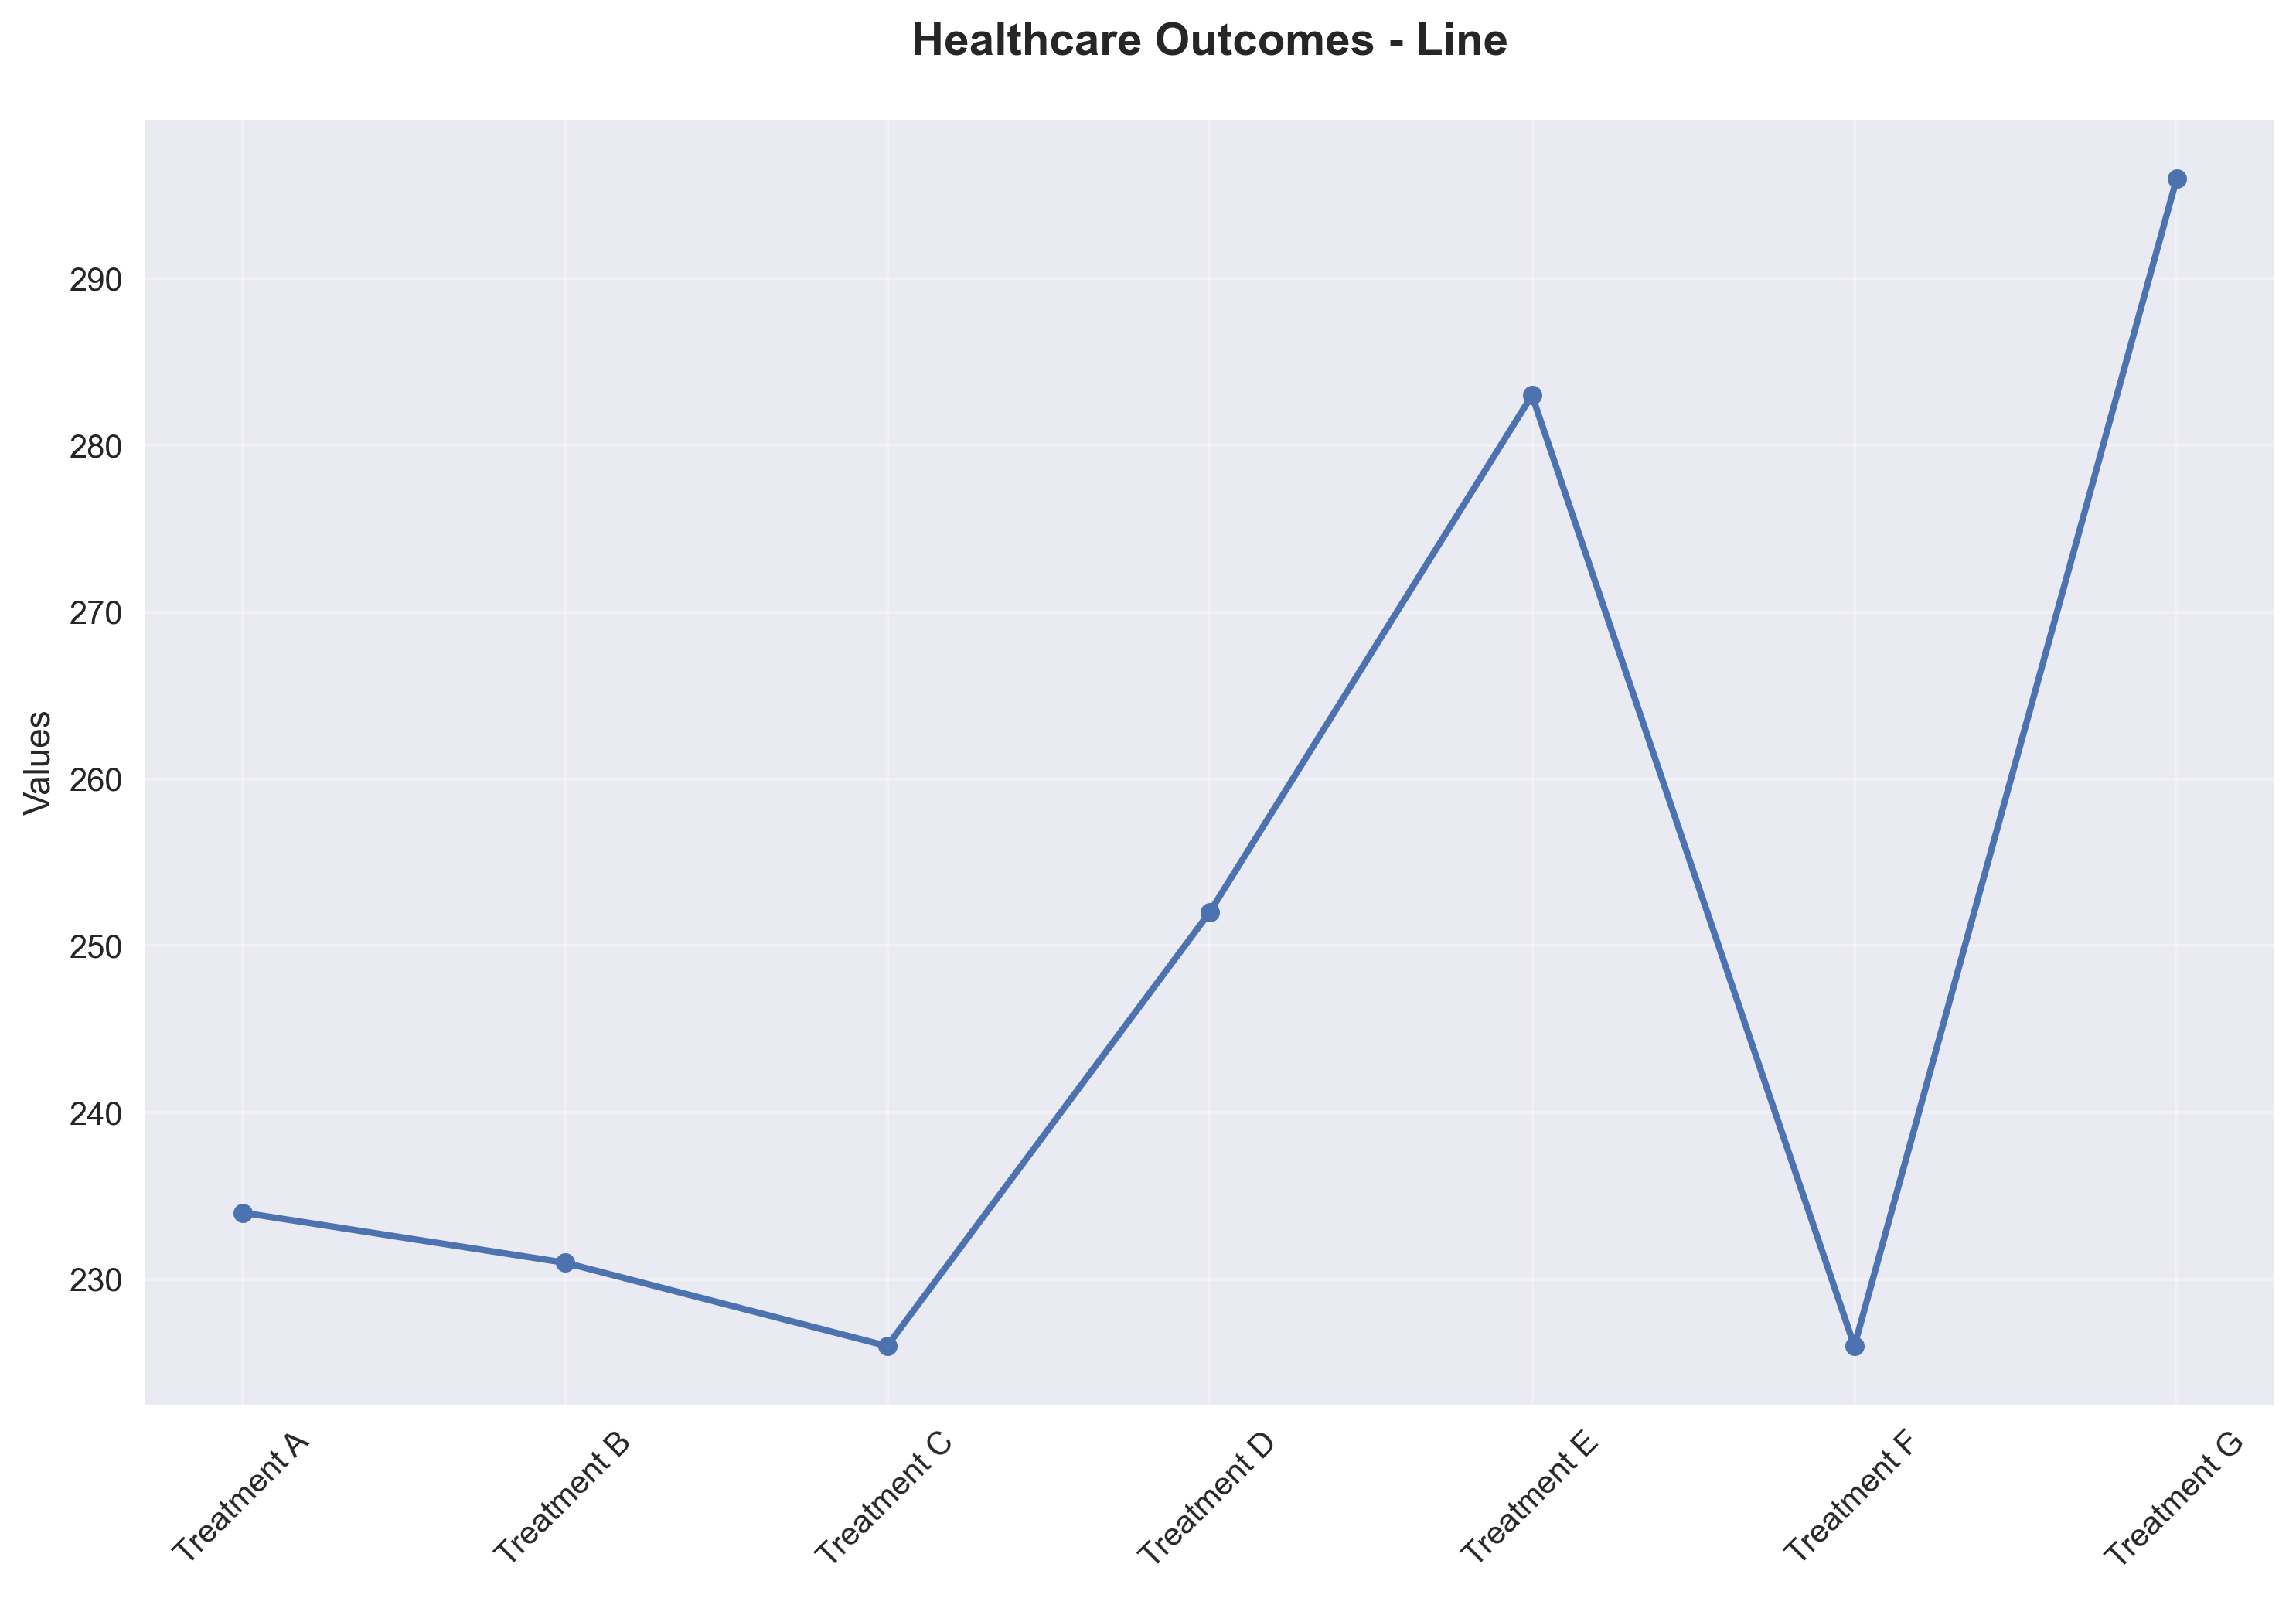 Healthcare Outcomes - Line
Values
290
280
270
260
250
240
230
Treatment A
Treatment B
Treatment C
Treatment D
Treatment E
Treatment F
Treatment G